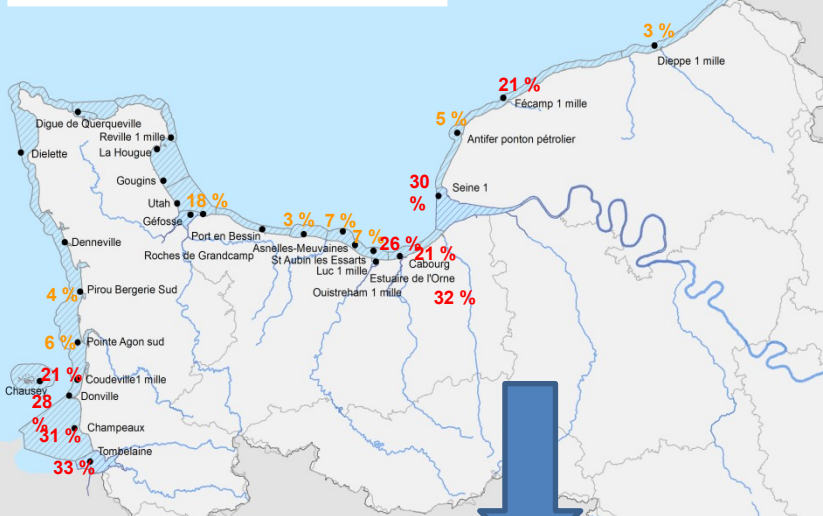 3 %
Dieppe 1 mille
21 %
Fécamp 1 mille
5 %
Antifer ponton pétrolier
Digue de Querqueville
Reville 1 mille
La Hougue
Dielette
Gougins
30
%
Seine 1
Utah
18 %
Géfosse
3 %
7 %
Port en Bessin
7 %
26 %
Denneville
Roches de Grandcamp
Asnelles-Meuvaines
St Aubin les Essarts
21 %
Cabourg
Luc 1 mille
Estuaire de l'Orne
Ouistreham 1 mille
32 %
4 %
Pirou Bergerie Sud
6 %
Pointe Agon sud
21 %
Coudeville1 mille
Chausey
28
%
Donville
31 %
Champeaux
Tombelaine
33 %